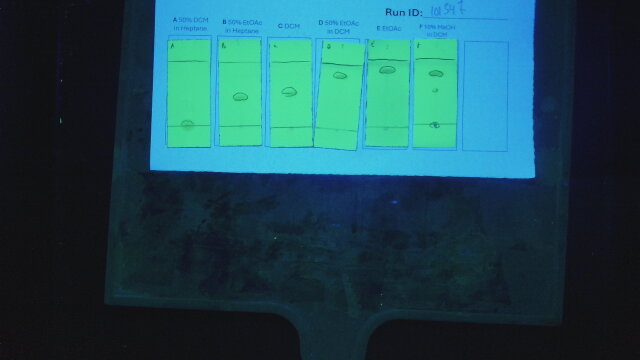 Run ID:
A 50% DCM
in Heptane
B 50% EtOAc
in Heptane
C DCM
D 50% EtOAc
in DCM
E EtOAc
F 50% MeOH
in DCM
A